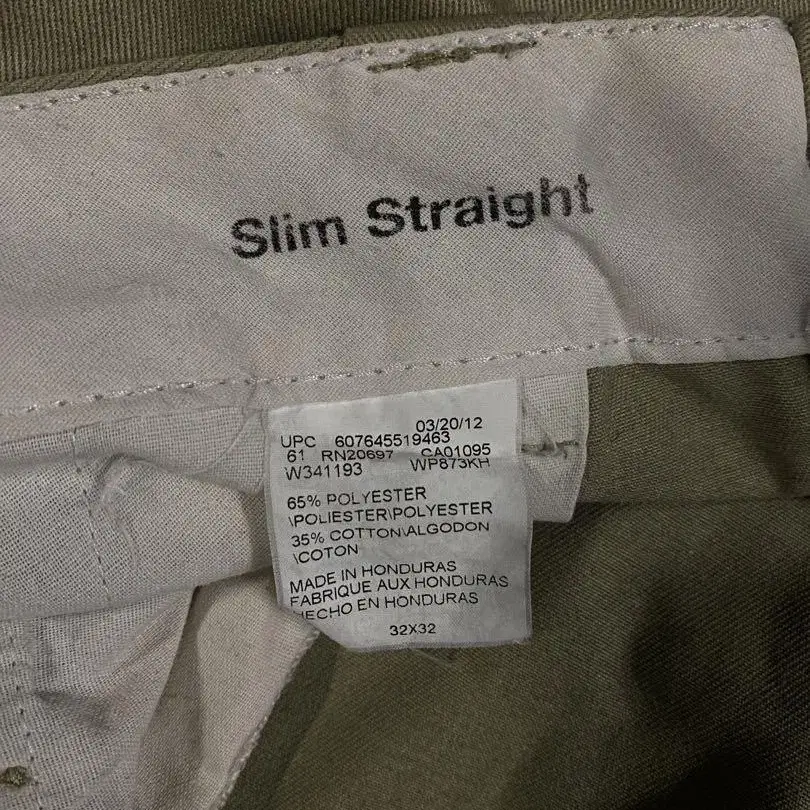 Slim Straight
03/20/12
UPC 607645519463
61 RN20697 CA01095
W341193 WP873KH
65% POLYESTER
\POLIESTER\POLYESTER
35% COTTON\ALGODON
\COTON
MADE IN HONDURAS
FABRIQUE AUX HONDURAS
HECHO EN HONDURAS
32X32